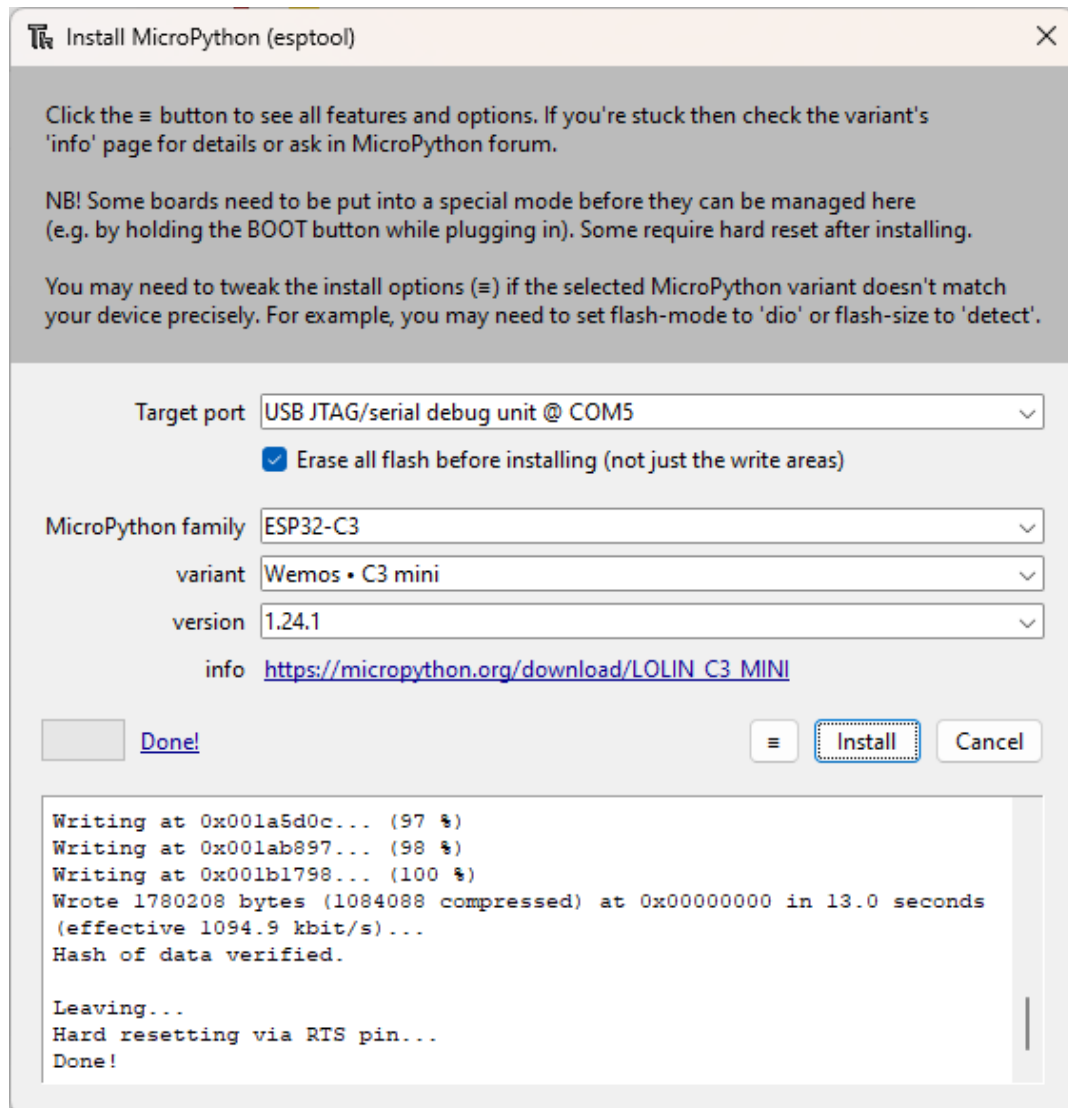 Install MicroPython (esptool)
Click the ≡ button to see all features and options. If you're stuck then check the variant's
'info' page for details or ask in MicroPython forum.
NB! Some boards need to be put into a special mode before they can be managed here
(e.g. by holding the BOOT button while plugging in). Some require hard reset after installing.
You may need to tweak the install options (≡) if the selected MicroPython variant doesn't match
your device precisely. For example, you may need to set flash-mode to 'dio' or flash-size to 'detect'.
Target port USB JTAG/serial debug unit @ COM5
Erase all flash before installing (not just the write areas)
MicroPython family ESP32-C3
variant Wemos • C3 mini
version 1.24.1
info https://micropython.org/download/LOLIN_C3_MINI
Done! ≡ Install Cancel
Writing at 0x001a5d0c... (97 %)
Writing at 0x001ab897... (98 %)
Writing at 0x001b1798... (100 %)
Wrote 1780208 bytes (1084088 compressed) at 0x00000000 in 13.0 seconds
(effective 1094.9 kbit/s)...
Hash of data verified.
Leaving...
Hard resetting via RTS pin...
Done!